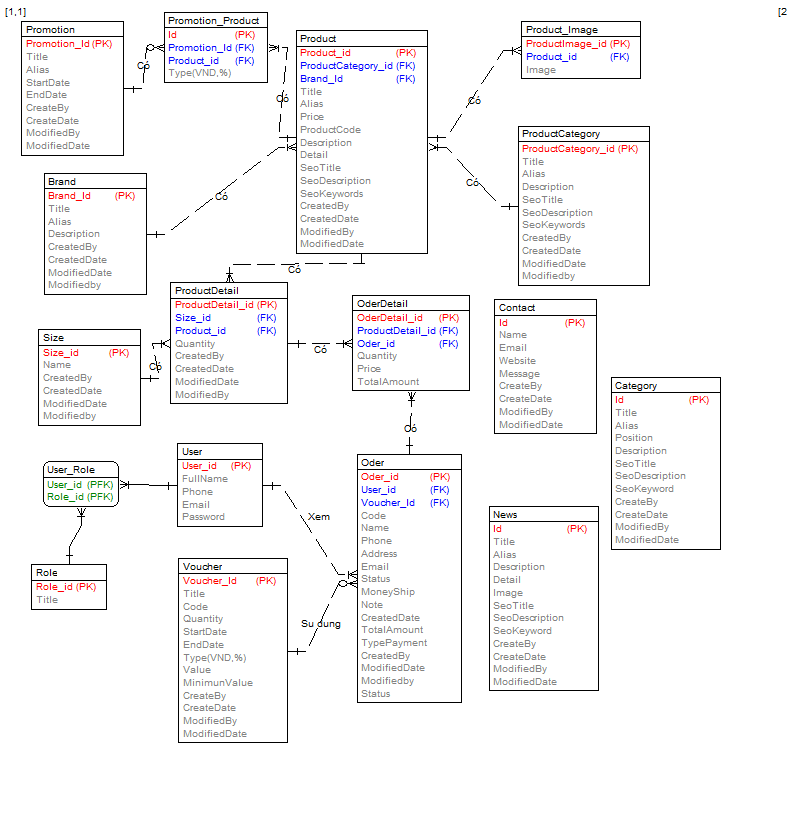 [1,1]
[2
Promotion
Promotion_Id (PK)
Title
Alias
StartDate
EndDate
CreateBy
CreateDate
ModifiedBy
ModifiedDate
Promotion_Product
Id (PK)
Promotion_Id (FK)
Product_id (FK)
Type(VND,%)
Product
Product_id (PK)
ProductCategory_id (FK)
Brand_Id (FK)
Title
Alias
Price
ProductCode
Description
Detail
SeoTitle
SeoDescription
SeoKeywords
CreatedBy
CreatedDate
ModifiedBy
ModifiedDate
Product_Image
ProductImage_id (PK)
Product_id (FK)
Image
Có
Có
Có
ProductCategory
ProductCategory_id (PK)
Title
Alias
Description
SeoTitle
SeoDescription
SeoKeywords
CreatedBy
CreatedDate
ModifiedDate
Modifiedby
Brand
Brand_Id (PK)
Title
Alias
Description
CreatedBy
CreatedDate
ModifiedDate
Modifiedby
Có
Có
Có
ProductDetail
ProductDetail_id (PK)
Size_id (FK)
Product_id (FK)
Quantity
CreatedBy
CreatedDate
ModifiedDate
ModifiedBy
OderDetail
OderDetail_id (PK)
ProductDetail_id (FK)
Oder_id (FK)
Quantity
Price
TotalAmount
Contact
Id (PK)
Name
Email
Website
Message
CreateBy
CreateDate
ModifiedBy
ModifiedDate
Size
Size_id (PK)
Name
CreatedBy
CreatedDate
ModifiedDate
Modifiedby
Có
Có
Category
Id (PK)
Title
Alias
Position
Description
SeoTitle
SeoDescription
SeoKeyword
CreateBy
CreateDate
ModifiedBy
ModifiedDate
Có
User_Role
User_id (PFK)
Role_id (PFK)
User
User_id (PK)
FullName
Phone
Email
Password
Oder
Oder_id (PK)
User_id (FK)
Voucher_Id (FK)
Code
Name
Phone
Address
Email
Status
MoneyShip
Note
CreatedDate
TotalAmount
TypePayment
CreatedBy
ModifiedDate
Modifiedby
Status
Xem
News
Id (PK)
Title
Alias
Description
Detail
Image
SeoTitle
SeoDescription
SeoKeyword
CreateBy
CreateDate
ModifiedBy
ModifiedDate
Role
Role_id (PK)
Title
Voucher
Voucher_Id (PK)
Title
Code
Quantity
StartDate
EndDate
Type(VND,%)
Value
MinimunValue
CreateBy
CreateDate
ModifiedBy
ModifiedDate
Su dung